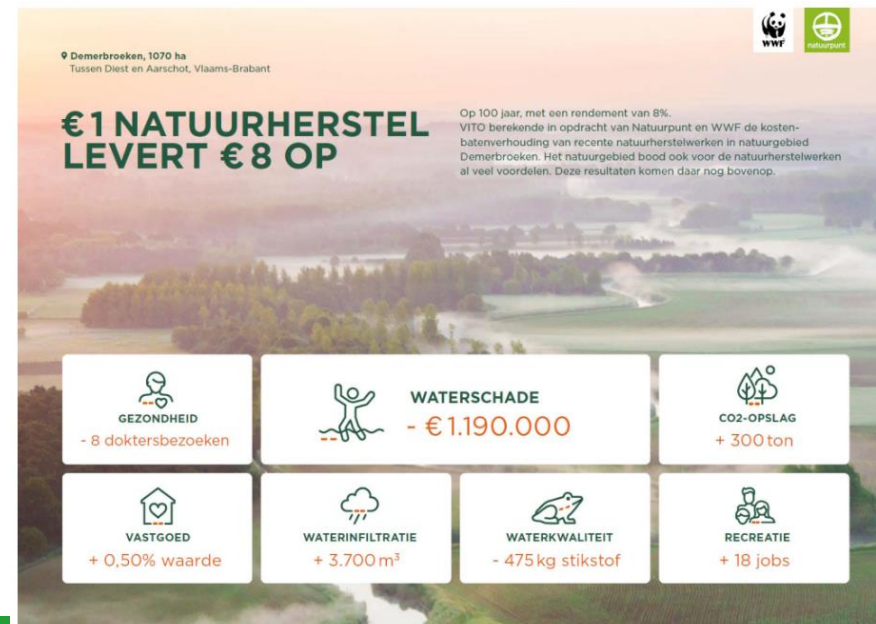 Demerbroeken, 1070 ha
Tussen Diest en Aarschot, Vlaams-Brabant
WWF
natuurpunt
€ 1 NATUURHERSTEL
LEVERT € 8 OP
Op 100 jaar, met een rendement van 8%.
VITO berekende in opdracht van Natuurpunt en WWF de kosten-
batenverhouding van recente natuurherstelwerken in natuurgebied
Demerbroeken. Het natuurgebied bood ook voor de natuurherstelwerken
al veel voordelen. Deze resultaten komen daar nog bovenop.
GEZONDHEID
- 8 doktersbezoeken
WATERSCHADE
- € 1.190.000
CO2-OPSLAG
+ 300 ton
VASTGOED
+ 0,50% waarde
WATERINFILTRATIE
+ 3.700 m³
WATERKWALITEIT
- 475 kg stikstof
RECREATIE
+ 18 jobs